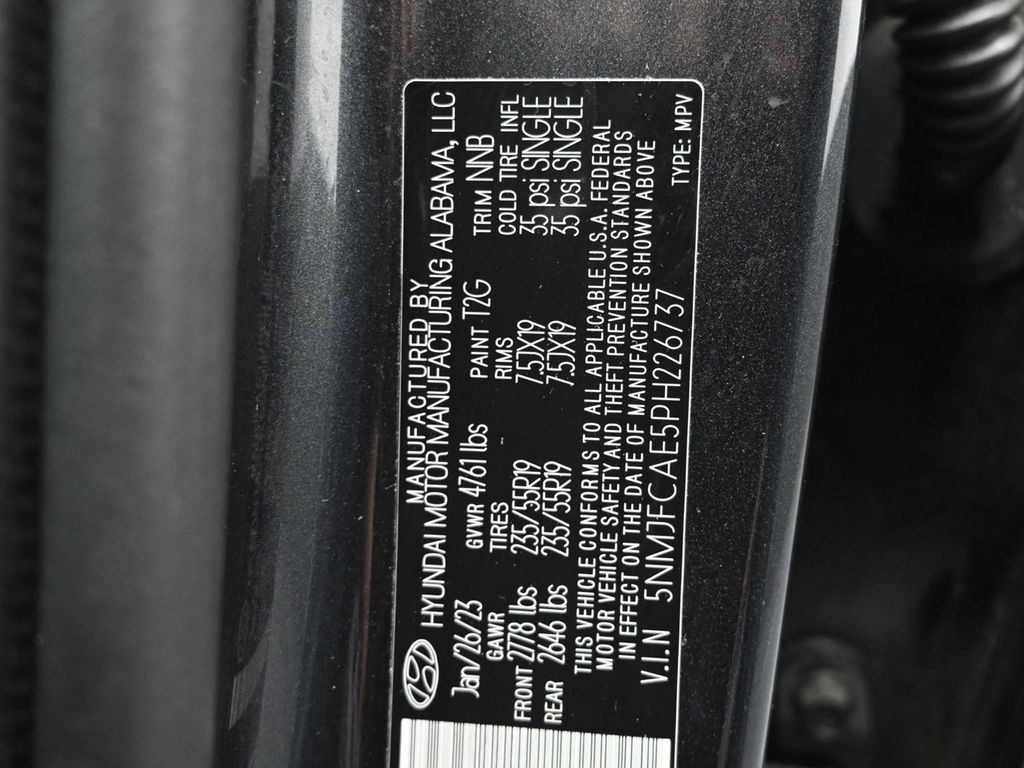 MANUFACTURED BY
HYUNDAI MOTOR MANUFACTURING ALABAMA, LLC
Jan/26/23 GVWR 4761 lbs PAINT T2G TRIM NNB
GAWR TIRES RIMS COLD TIRE INFL
FRONT 2778 lbs 235/55R19 7.5JX19 35 psi SINGLE
REAR 2646 lbs 235/55R19 7.5JX19 35 psi SINGLE
THIS VEHICLE CONFORMS TO ALL APPLICABLE U.S.A. FEDERAL
MOTOR VEHICLE SAFETY AND THEFT PREVENTION STANDARDS
IN EFFECT ON THE DATE OF MANUFACTURE SHOWN ABOVE
V.I.N 5NMJFCAE5PH226737 TYPE: MPV